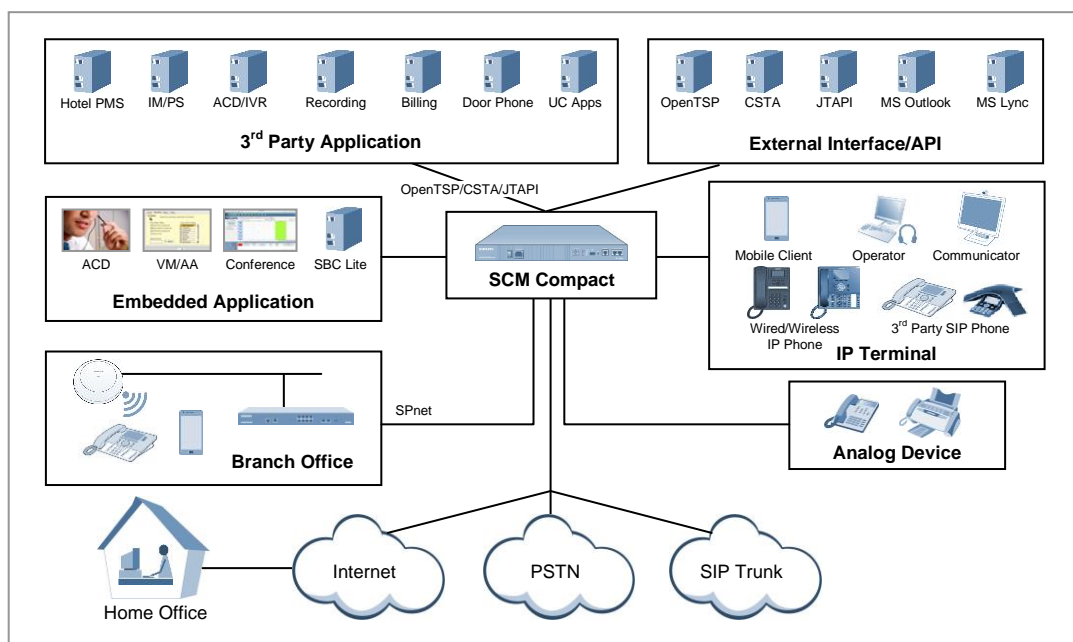 Hotel PMS IM/PS ACD/IVR Recording Billing Door Phone UC Apps
3rd Party Application
OpenTSP CSTA JTAPI MS Outlook MS Lync
External Interface/API
OpenTSP/CSTA/JTAPI
ACD VM/AA Conference SBC Lite
Embedded Application
SCM Compact
Mobile Client Operator Communicator
Wired/Wireless
IP Phone
3rd Party SIP Phone
IP Terminal
SPnet
Branch Office
Analog Device
Internet
PSTN
SIP Trunk
Home Office